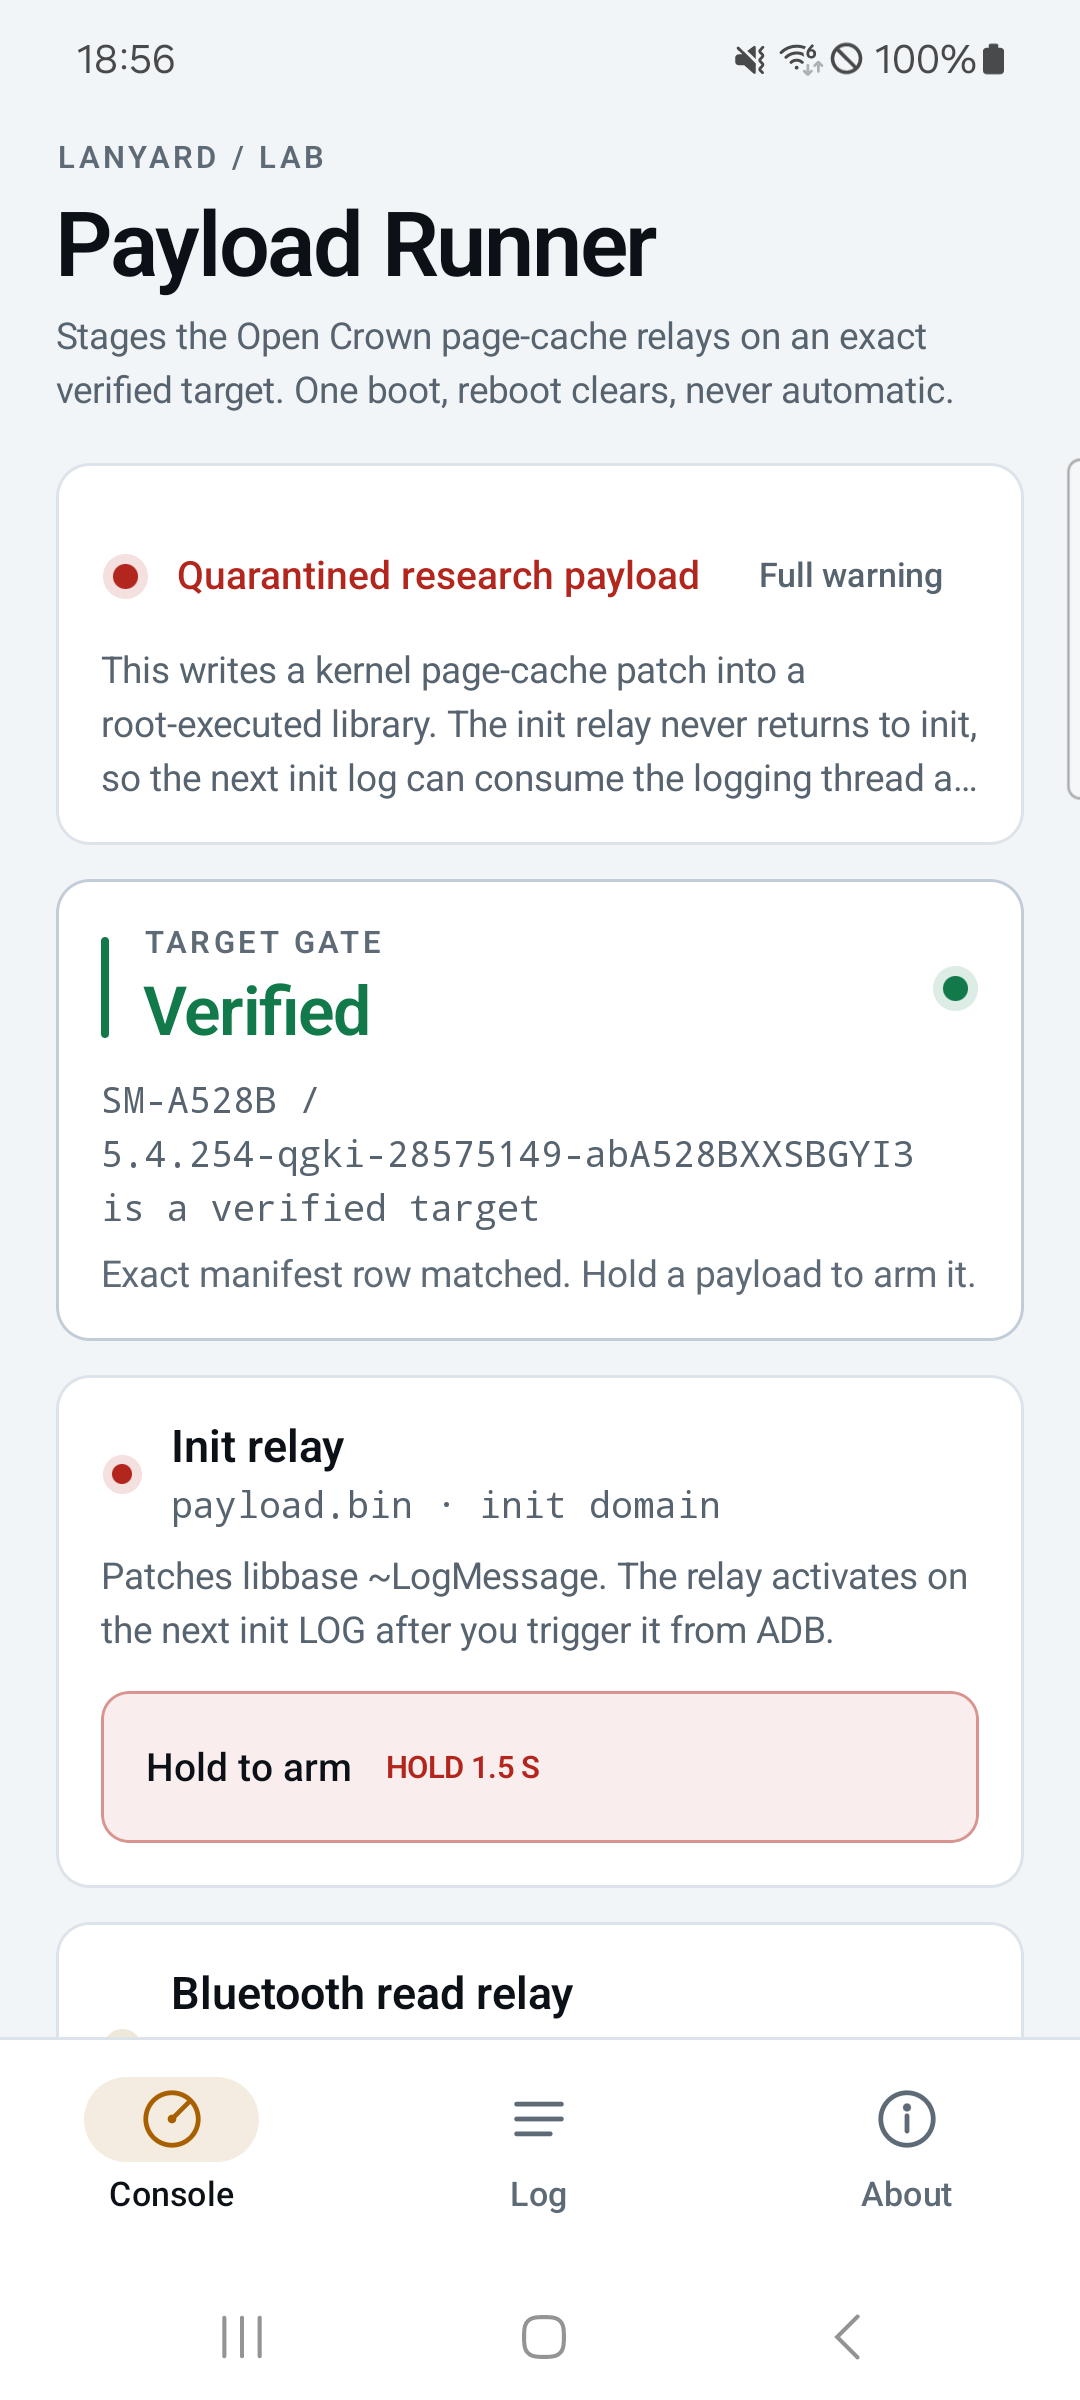 18:56
100%
LANYARD / LAB
Payload Runner
Stages the Open Crown page-cache relays on an exact
verified target. One boot, reboot clears, never automatic.
Quarantined research payload
Full warning
This writes a kernel page-cache patch into a
root-executed library. The init relay never returns to init,
so the next init log can consume the logging thread a…
TARGET GATE
Verified
SM-A528B /
5.4.254-qgki-28575149-abA528BXXSBGYI3
is a verified target
Exact manifest row matched. Hold a payload to arm it.
Init relay
payload.bin · init domain
Patches libbase ~LogMessage. The relay activates on
the next init LOG after you trigger it from ADB.
Hold to arm HOLD 1.5 S
Bluetooth read relay
Console
Log
About